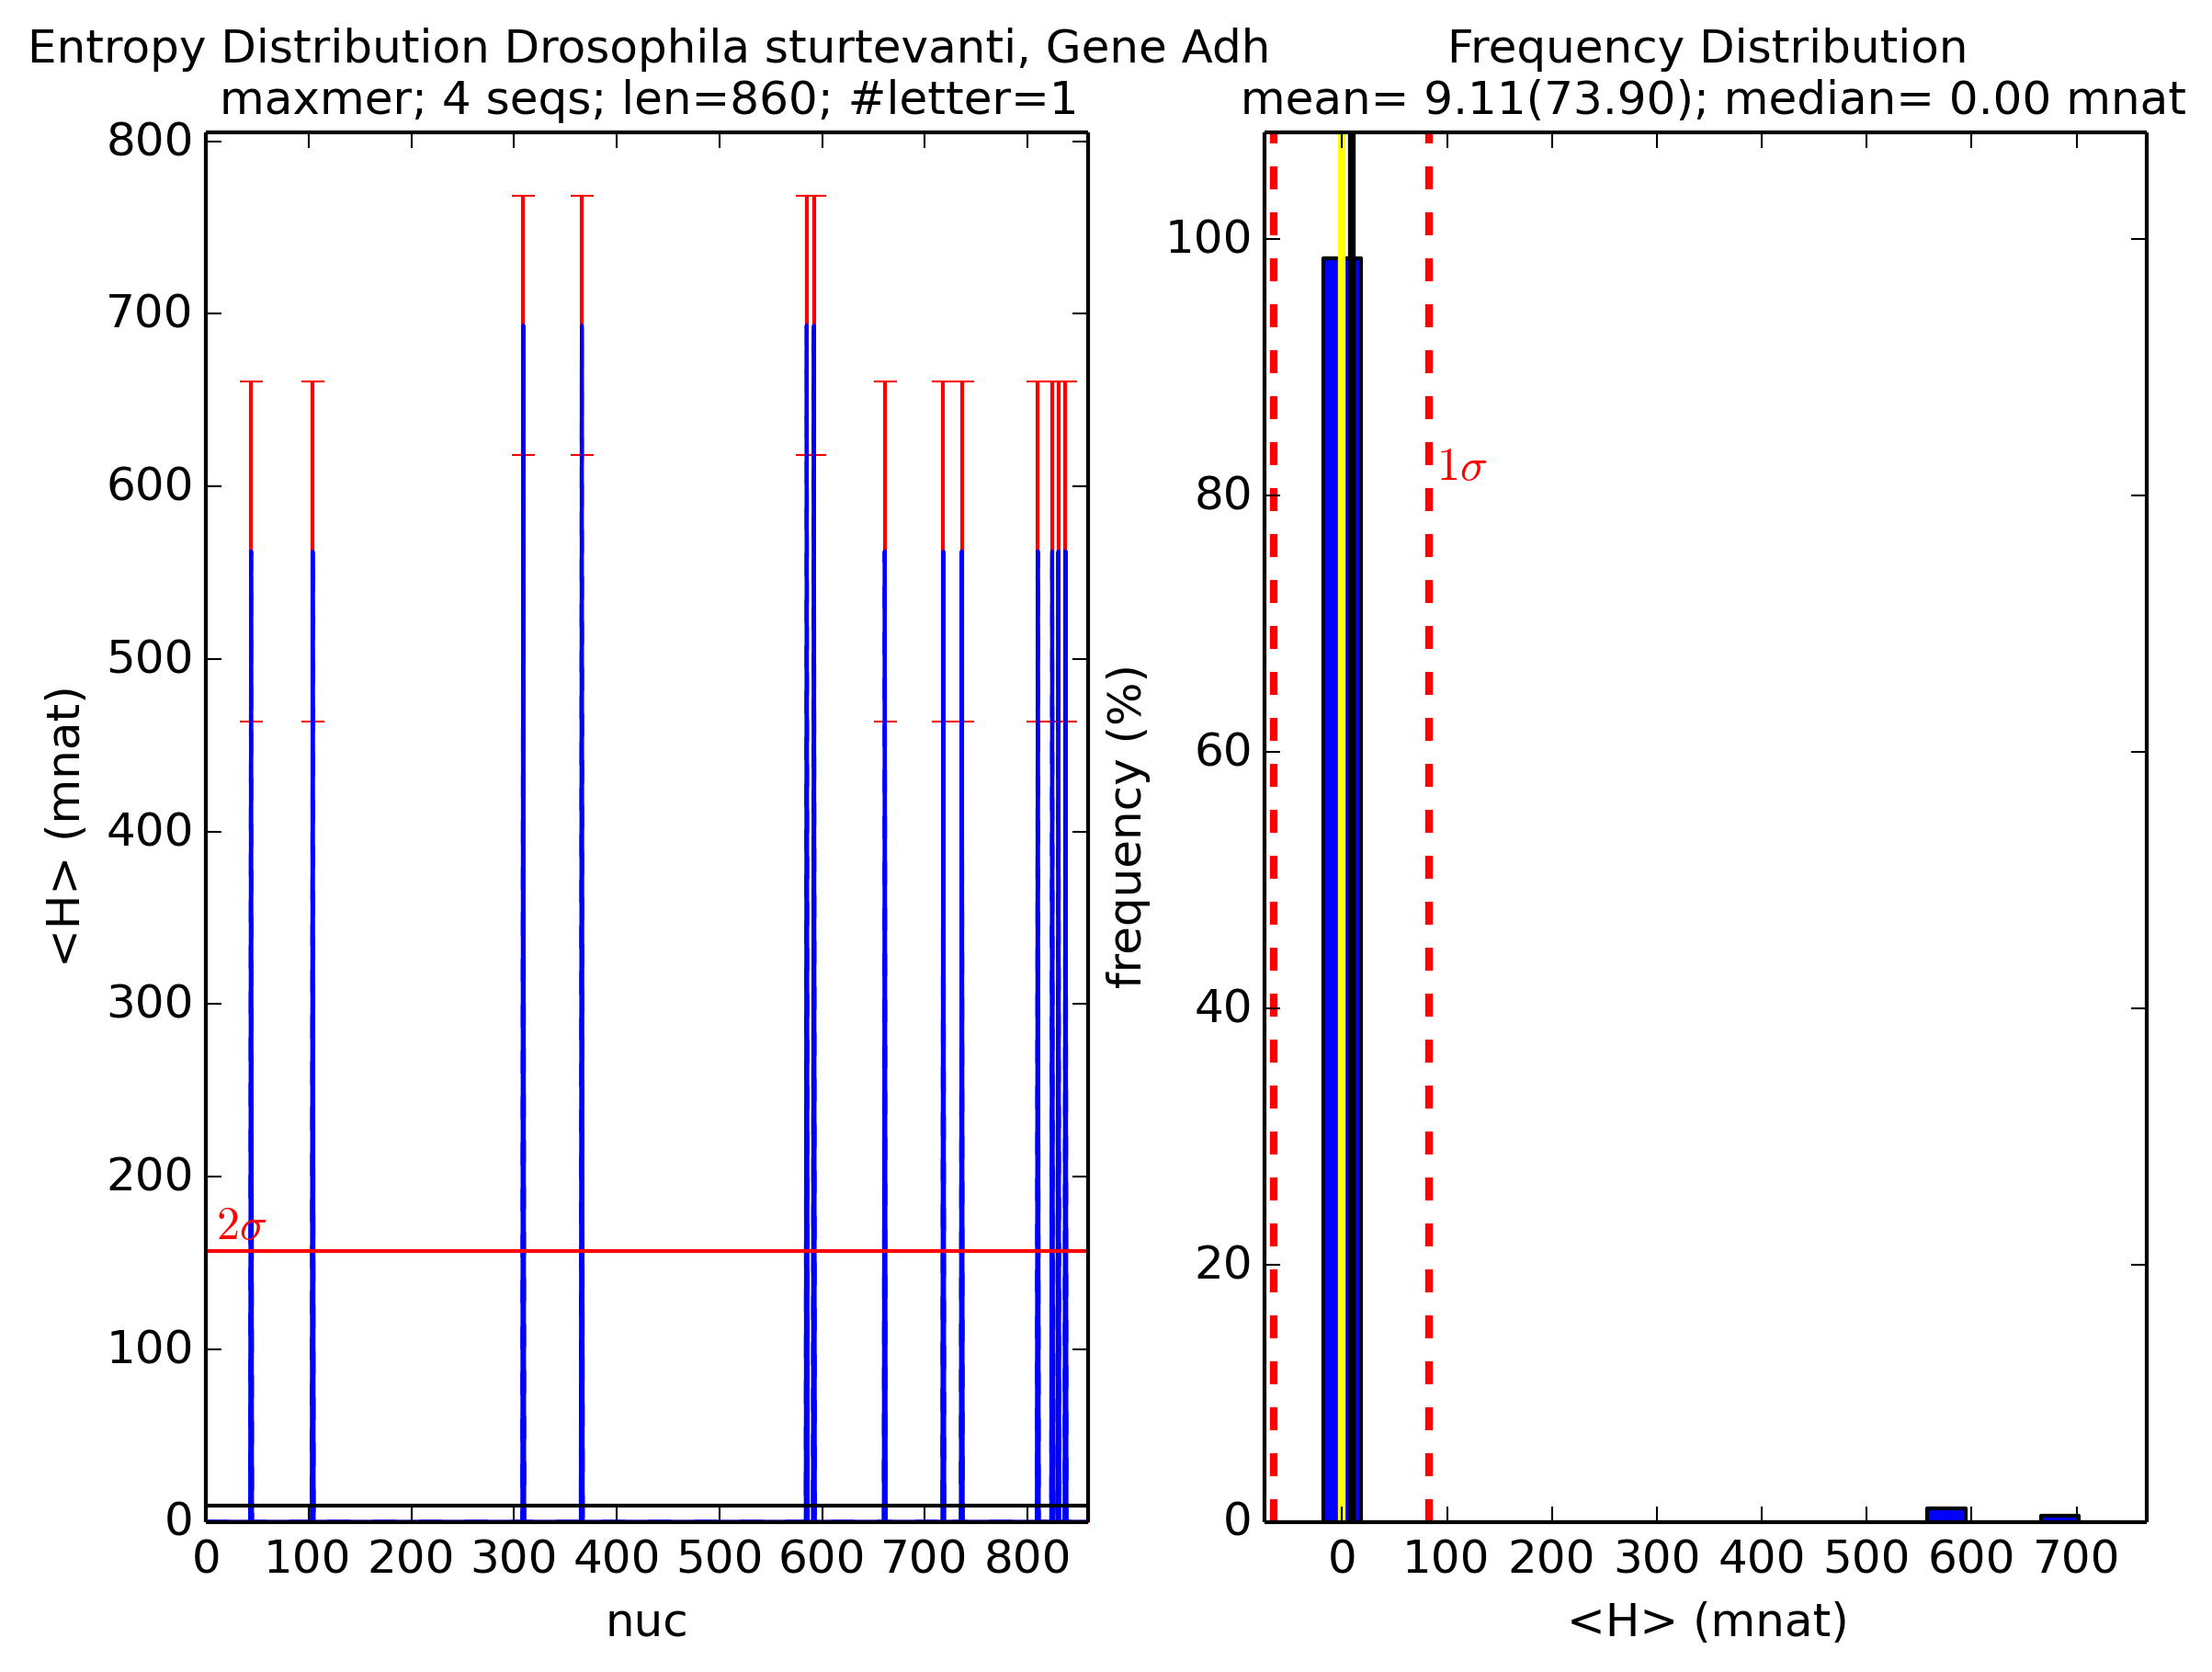 Entropy Distribution Drosophila sturtevanti, Gene Adh
maxmer; 4 seqs; len=860; #letter=1
800
700
600
500
400
300
200
100
0
<H> (mnat)
2σ
0 100 200 300 400 500 600 700 800
nuc
Frequency Distribution
mean= 9.11(73.90); median= 0.00 mnat
100
80
60
40
20
0
frequency (%)
1σ
0 100 200 300 400 500 600 700
<H> (mnat)